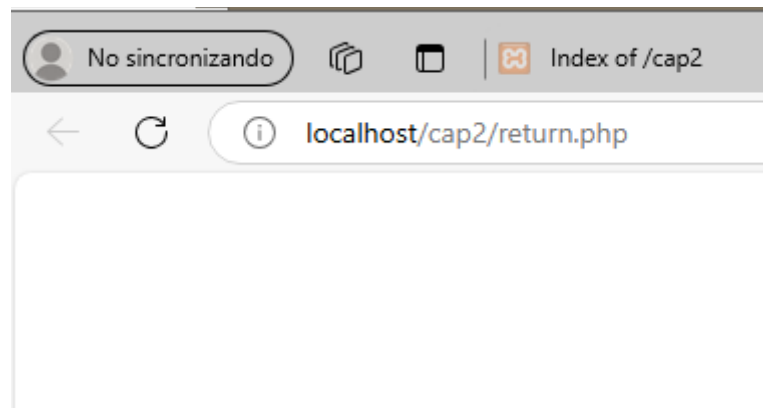 No sincronizando
Index of /cap2
localhost/cap2/return.php